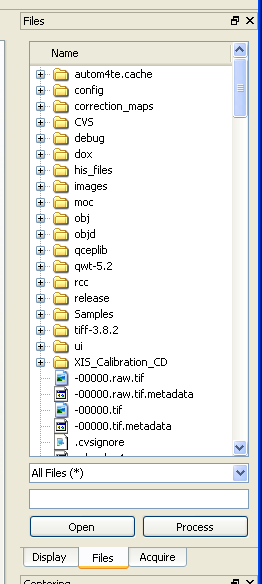 Files
Name
autom4te.cache
config
correction_maps
CVS
debug
dox
his_files
images
moc
obj
objd
qceplib
qwt-5.2
rcc
release
Samples
tiff-3.8.2
ui
XIS_Calibration_CD
-00000.raw.tif
-00000.raw.tif.metadata
-00000.tif
-00000.tif.metadata
.cvsignore
All Files (*)
Open Process
Display Files Acquire
Centering